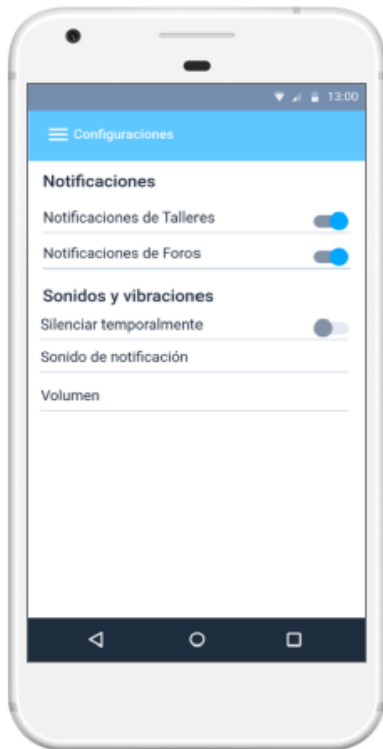 13:00
Configuraciones
Notificaciones
Notificaciones de Talleres
Notificaciones de Foros
Sonidos y vibraciones
Silenciar temporalmente
Sonido de notificación
Volumen